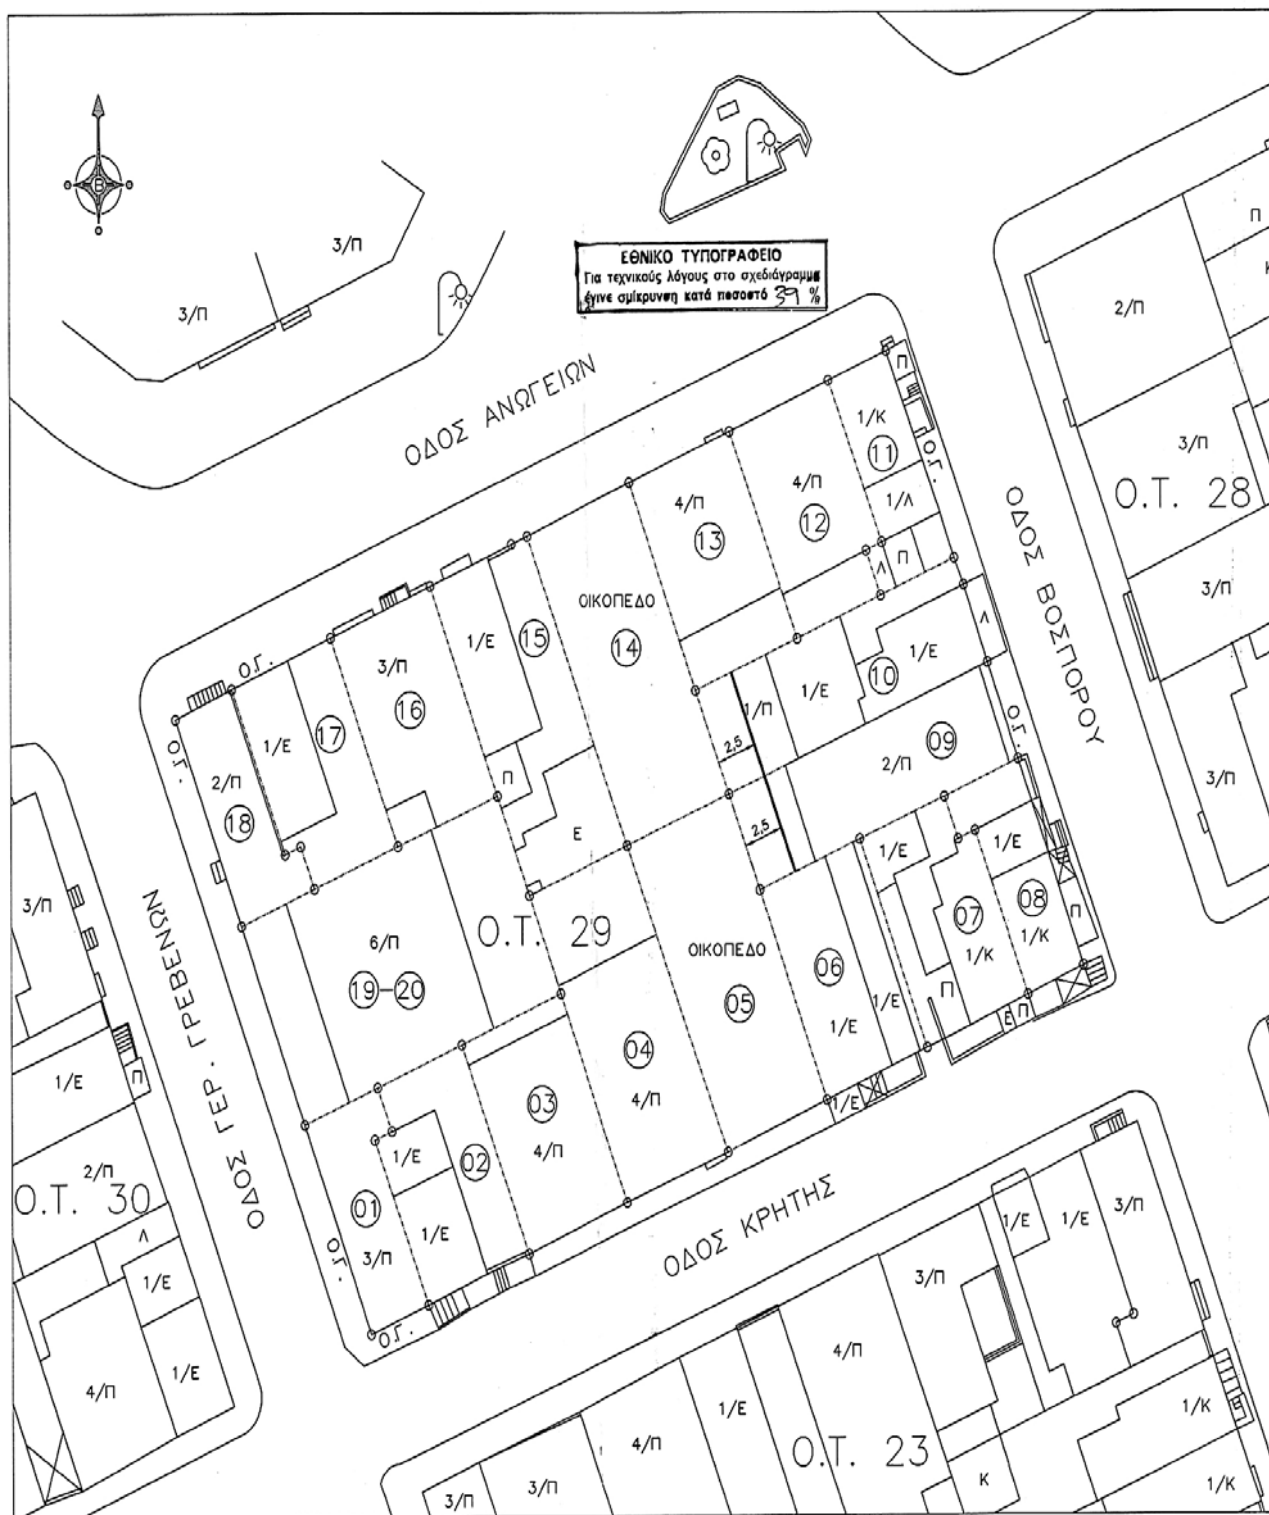 Β
3/Π
3/Π
ΕΘΝΙΚΟ ΤΥΠΟΓΡΑΦΕΙΟ
Για τεχνικούς λόγους στο σχεδιάγραμμα
έγινε σμίκρυνση κατά ποσοστό 39 %
ΟΔΟΣ ΑΝΩΓΕΙΩΝ
2/Π
Π
Κ
3/Π
Ο.Τ. 28
3/Π
3/Π
ΟΔΟΣ ΒΟΣΠΟΡΟΥ
Π
1/Κ
11
Ο.Γ.
1/Λ
Π
Λ
4/Π
12
4/Π
13
ΟΙΚΟΠΕΔΟ
14
15
1/Ε
Π
Ε
3/Π
16
Ο.Γ.
17
1/Ε
Ο.Γ.
2/Π
18
1/Π
1/Ε
10
1/Ε
Λ
2,5
2,5
09
2/Π
Ο.Γ.
6/Π
19-20
Ο.Τ. 29
ΟΙΚΟΠΕΔΟ
05
06
1/Ε
1/Ε
1/Ε
1/Ε
Π
07
1/Κ
1/Ε
08
1/Κ
Π
Ε
Π
04
4/Π
03
4/Π
02
1/Ε
1/Ε
01
3/Π
Ο.Γ.
Ο.Γ.
ΟΔΟΣ ΓΕΡ. ΓΡΕΒΕΝΩΝ
3/Π
1/Ε
Π
2/Π
Ο.Τ. 30
Λ
1/Ε
1/Ε
4/Π
ΟΔΟΣ ΚΡΗΤΗΣ
3/Π
1/Ε
1/Ε
3/Π
4/Π
1/Ε
4/Π
3/Π
3/Π
Ο.Τ. 23
Κ
1/Κ
1/Κ